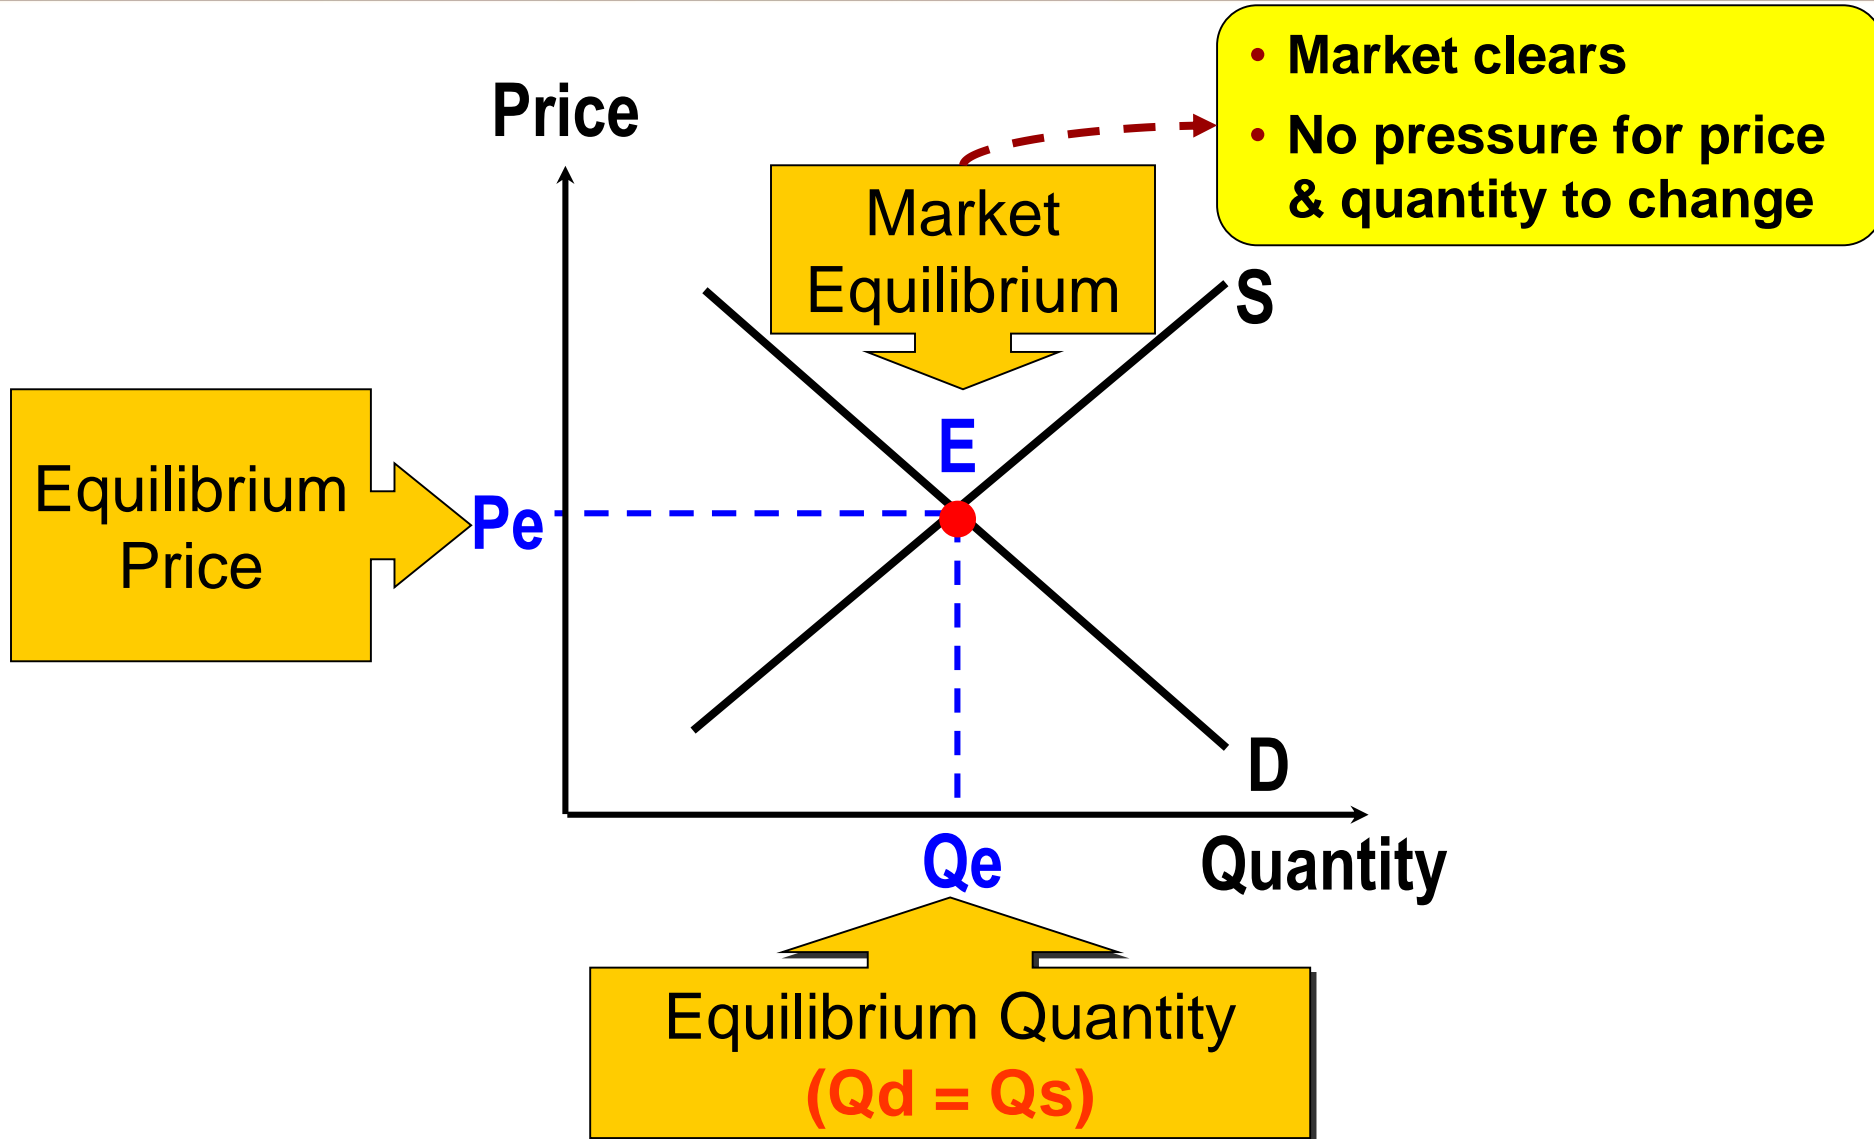 • Market clears
• No pressure for price
& quantity to change
Price
Market
Equilibrium
S
E
Equilibrium
Price
Pe
D
Qe
Quantity
Equilibrium Quantity
(Qd = Qs)